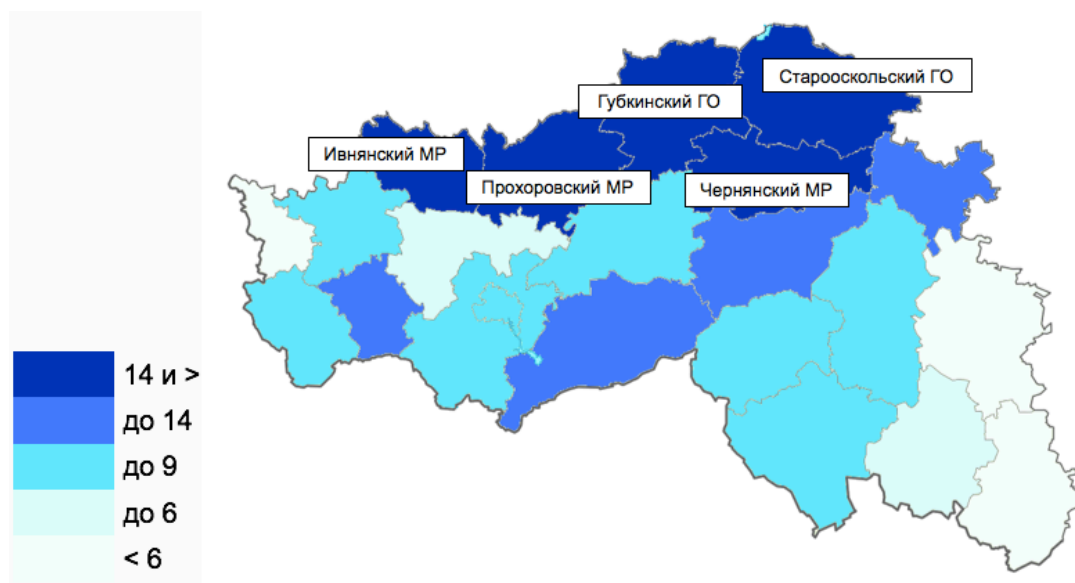 Старооскольский ГО
Губкинский ГО
Ивнянский МР
Прохоровский МР
Чернянский МР
14 и >
до 14
до 9
до 6
< 6